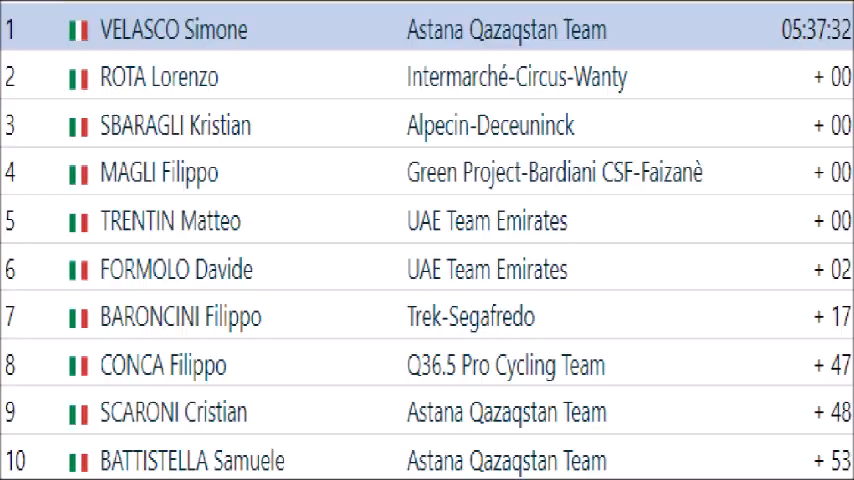 1 VELASCO Simone Astana Qazaqstan Team 05:37:32
2 ROTA Lorenzo Intermarché-Circus-Wanty + 00
3 SBARAGLI Kristian Alpecin-Deceuninck + 00
4 MAGLI Filippo Green Project-Bardiani CSF-Faizanè + 00
5 TRENTIN Matteo UAE Team Emirates + 00
6 FORMOLO Davide UAE Team Emirates + 02
7 BARONCINI Filippo Trek-Segafredo + 17
8 CONCA Filippo Q36.5 Pro Cycling Team + 47
9 SCARONI Cristian Astana Qazaqstan Team + 48
10 BATTISTELLA Samuele Astana Qazaqstan Team + 53